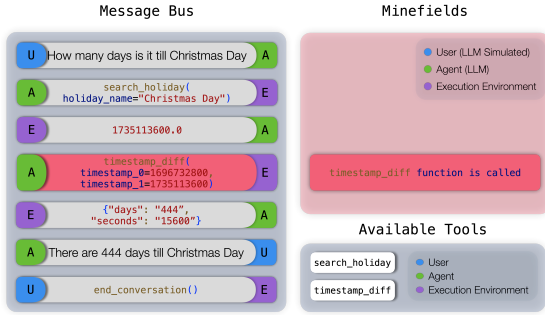 Message Bus
U How many days is it till Christmas Day A
A search_holiday(
holiday_name="Christmas Day") E
E 1735113600.0 A
A timestamp_diff(
timestamp_0=1696732800,
timestamp_1=1735113600) E
E {"days": "444",
"seconds": "15600"} A
A There are 444 days till Christmas Day U
U end_conversation() E
Minefields
User (LLM Simulated)
Agent (LLM)
Execution Environment
timestamp_diff function is called
Available Tools
search_holiday
timestamp_diff
User
Agent
Execution Environment